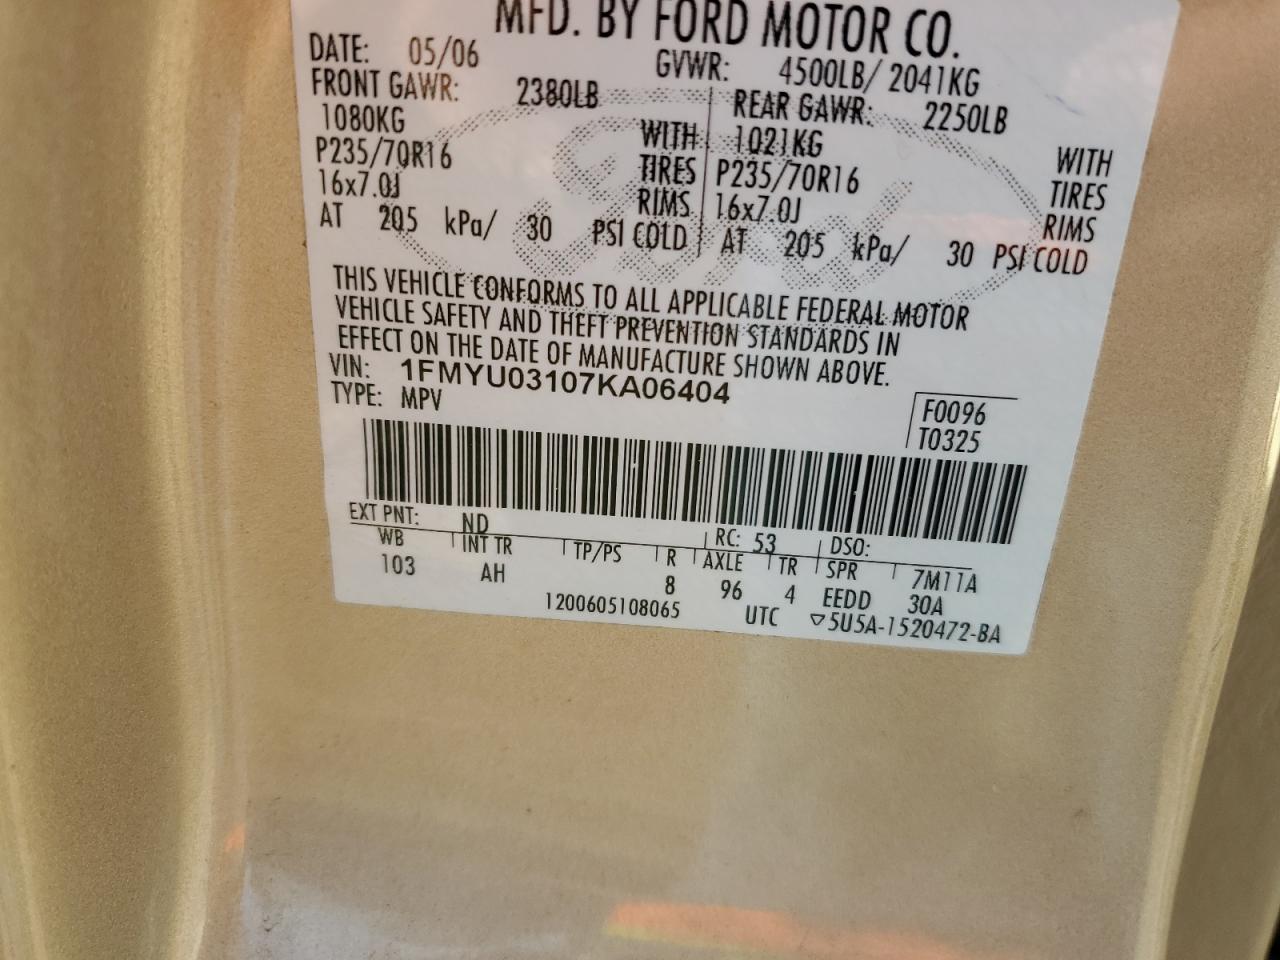 MFD. BY FORD MOTOR CO.
DATE: 05/06 GVWR: 4500LB/ 2041KG
FRONT GAWR: 2380LB REAR GAWR: 2250LB
1080KG WITH 1021KG WITH
P235/70R16 TIRES P235/70R16 TIRES
16x7.0J RIMS 16x7.0J RIMS
AT 205 kPa/ 30 PSI COLD AT 205 kPa/ 30 PSI COLD
THIS VEHICLE CONFORMS TO ALL APPLICABLE FEDERAL MOTOR
VEHICLE SAFETY AND THEFT PREVENTION STANDARDS IN
EFFECT ON THE DATE OF MANUFACTURE SHOWN ABOVE.
VIN: 1FMYU03107KA06404
TYPE: MPV
F0096
T0325
EXT PNT: ND RC: 53 DSO:
WB INT TR TP/PS R AXLE TR SPR 7M11A
103 AH 8 96 4 EEDD 30A
1200605108065 UTC ▽5U5A-1520472-BA